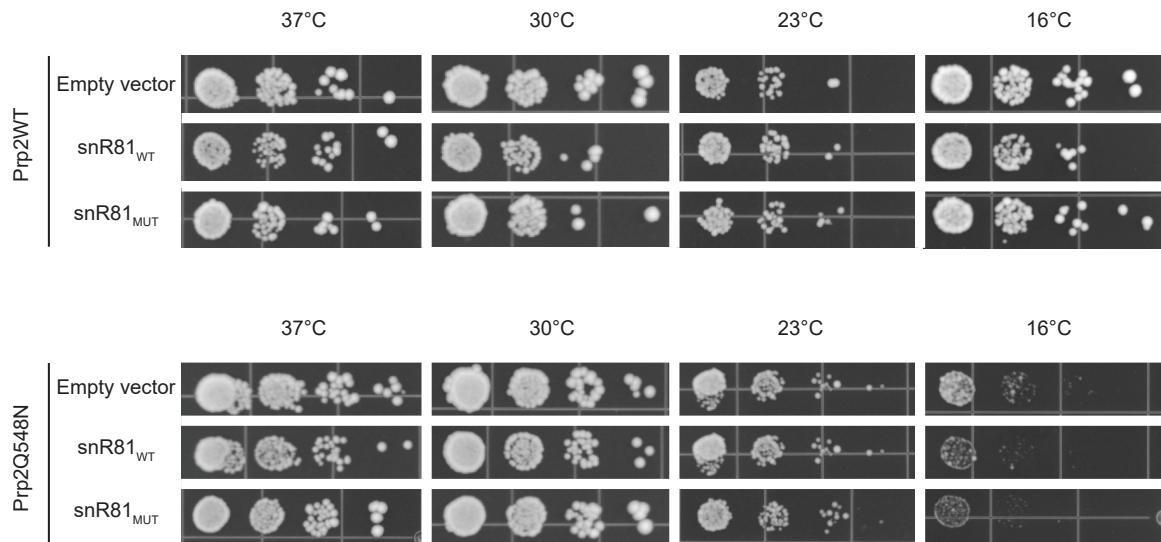 37°C 30°C 23°C 16°C
Prp2WT
Empty vector
snR81WT
snR81MUT
37°C 30°C 23°C 16°C
Prp2Q548N
Empty vector
snR81WT
snR81MUT